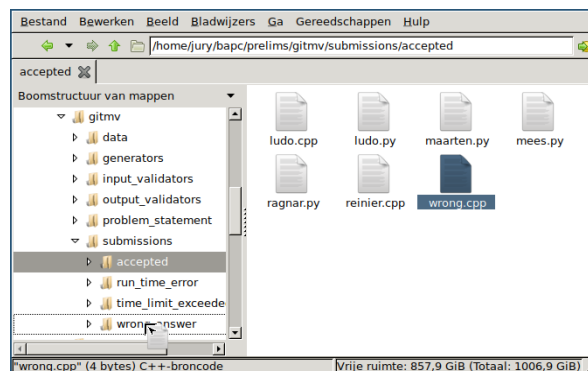 Bestand Bewerken Beeld Bladwijzers Ga Gereedschappen Hulp
/home/jury/bapc/prelims/gitmv/submissions/accepted
accepted
Boomstructuur van mappen
gitmv
data
generators
input_validators
output_validators
problem_statement
submissions
accepted
run_time_error
time_limit_exceede
wrong_answer
ludo.cpp ludo.py maarten.py mees.py
ragnar.py reinier.cpp wrong.cpp
"wrong.cpp" (4 bytes) C++-broncode Vrije ruimte: 857,9 GiB (Totaal: 1006,9 GiB)